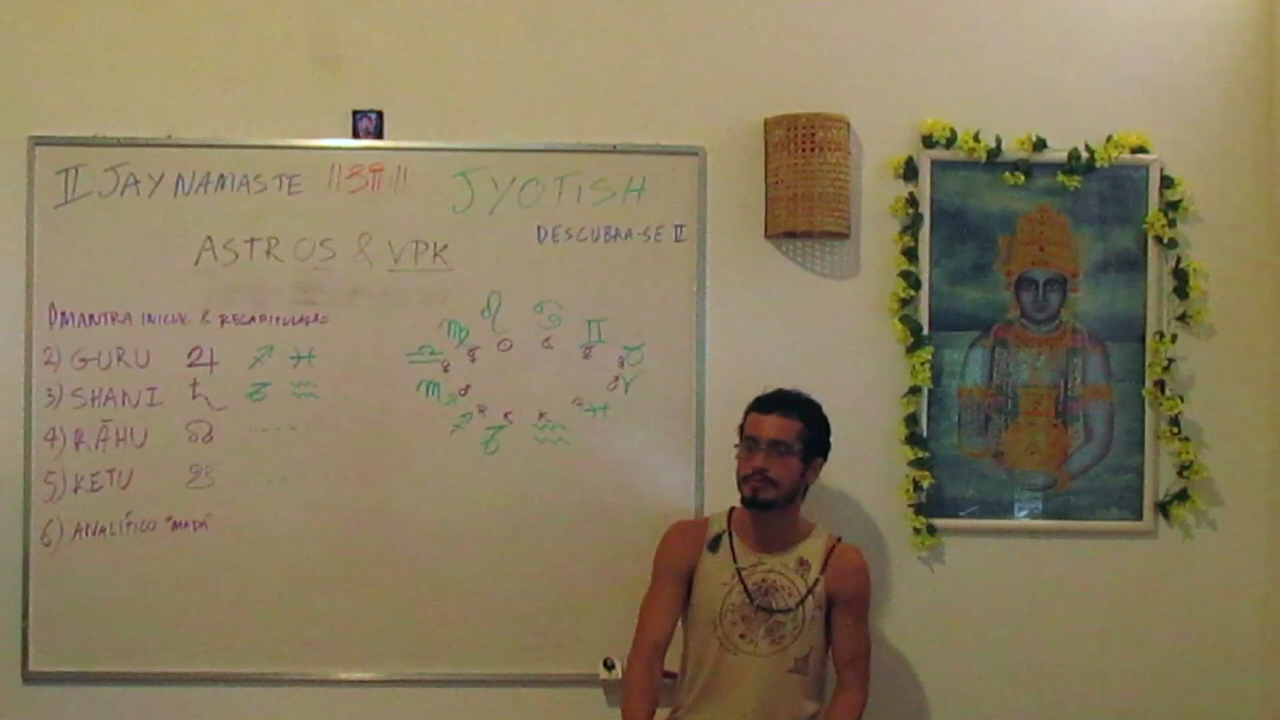 II JAY NAMASTE ||ॐ|| JYOTISH
DESCUBRA-SE II
ASTROS & VPK
1) MANTRA INICIAL & RECAPITULAÇÃO
2) GURU ♃ ♐ ♓
3) SHANI ♄ ♑ ♒
4) RĀHU ☊ -----
5) KETU ☋ ---
6) ANALÍTICO "MAPA"
♎ ♍ ♌ ♋ ♊ ♉
♀ ☿ ☉ ☾ ☿ ♀
♏ ♂ ♂ ♈
♐ ♃ ♑ ♒ ♃ ♓